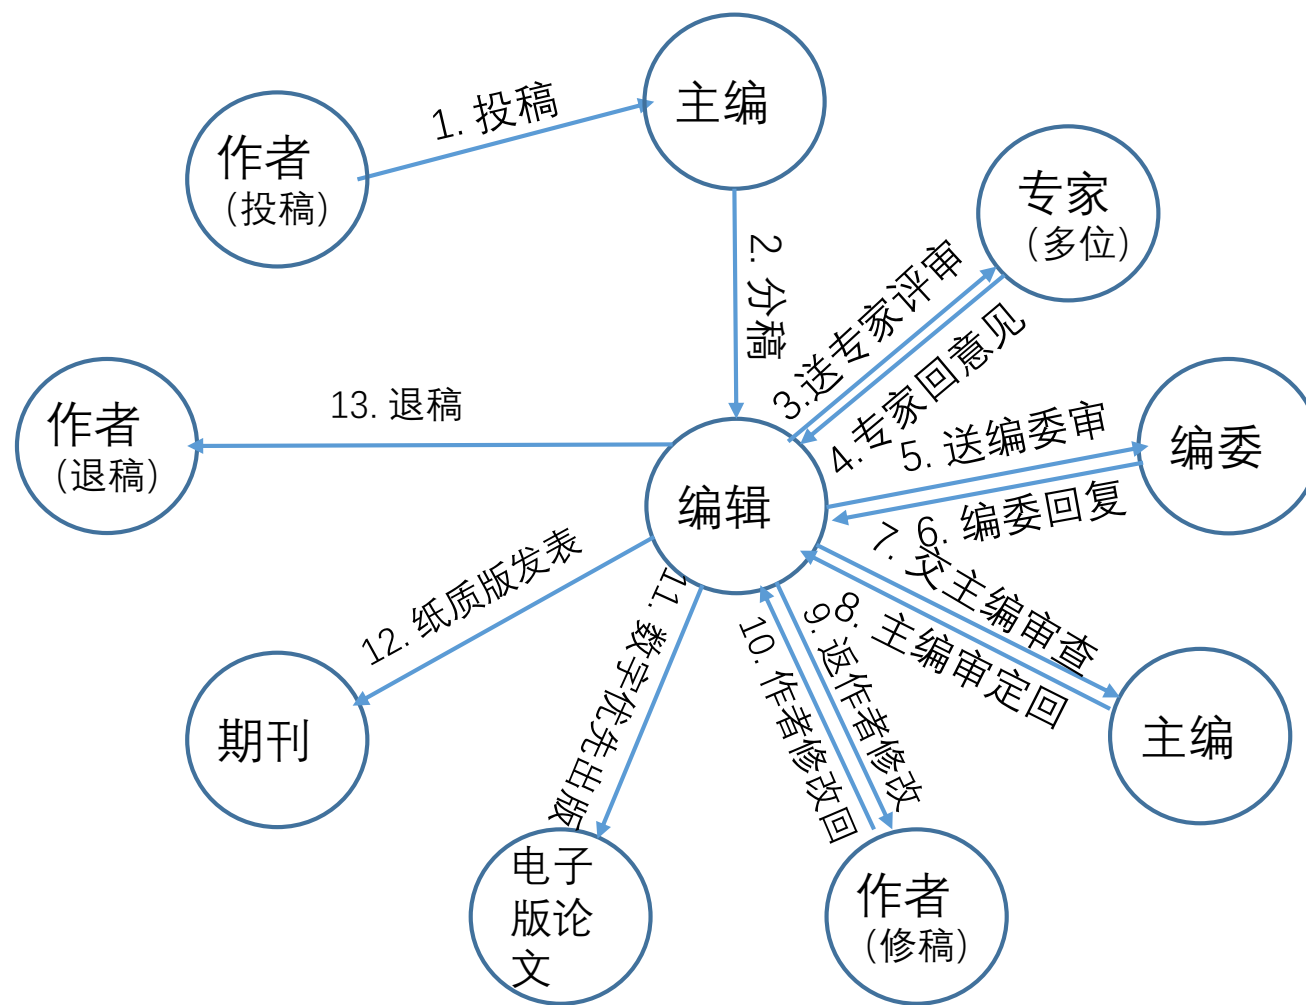 主编
1. 投稿
作者
（投稿）
专家
（多位）
2. 分稿
3.送专家评审
4.专家回意见
13. 退稿
作者
（退稿）
5. 送编委审
编委
6. 编委回复
编辑
7. 交主编审查
8. 主编审定回
主编
9. 返作者修改
10. 作者修改回
11. 数字优先出版
12. 纸质版发表
期刊
电子
版论
文
作者
（修稿）